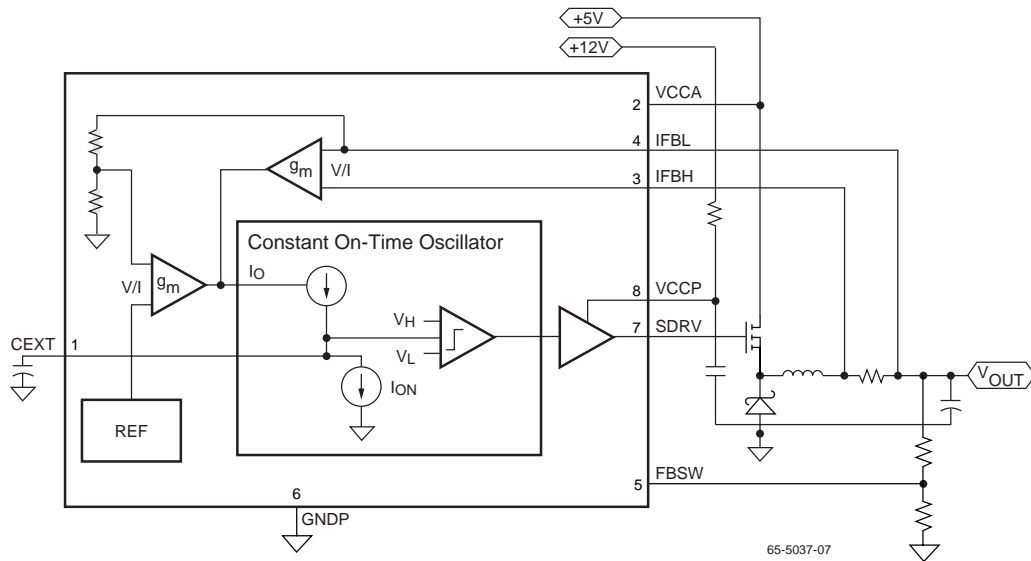 +5V
+12V
2 VCCA
4 IFBL
3 IFBH
gm V/I
Constant On-Time Oscillator
V/I gm
IO
8 VCCP
7 SDRV
VH
VL
CEXT 1
ION
VOUT
REF
5 FBSW
6
GNDP
65-5037-07